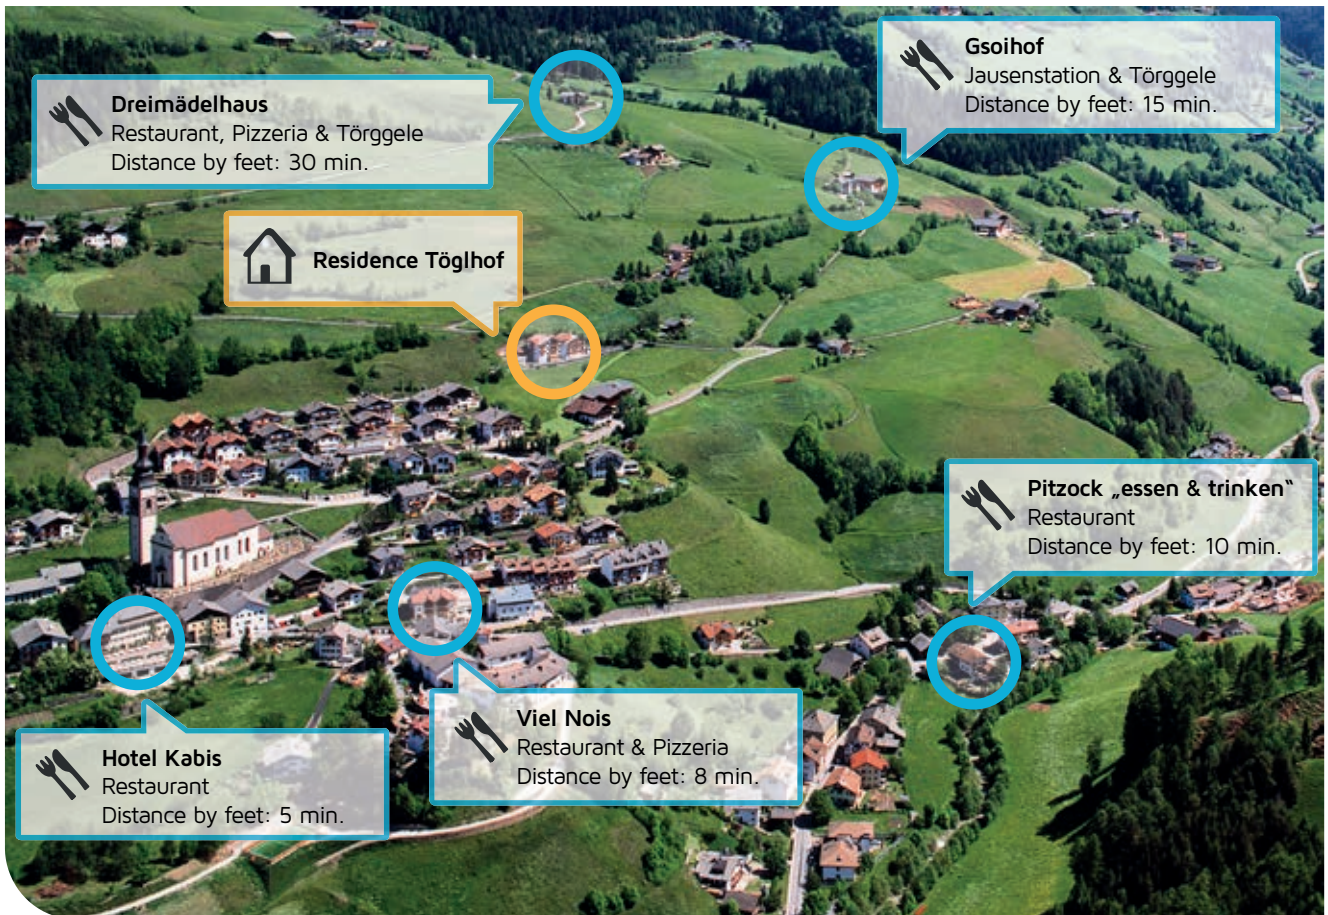 Gsoihof
Jausenstation & Törggele
Distance by feet: 15 min.
Dreimädelhaus
Restaurant, Pizzeria & Törggele
Distance by feet: 30 min.
Residence Töglhof
Pitzock „essen & trinken“
Restaurant
Distance by feet: 10 min.
Viel Nois
Restaurant & Pizzeria
Distance by feet: 8 min.
Hotel Kabis
Restaurant
Distance by feet: 5 min.